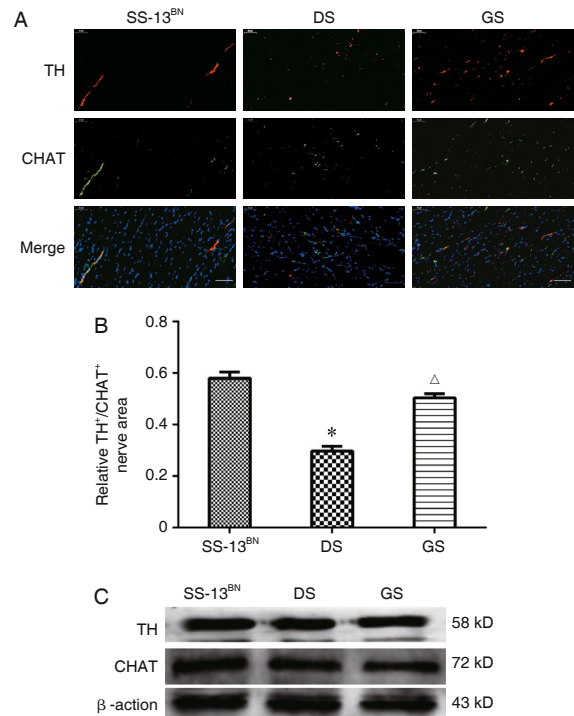 A
SS-13BN DS GS
TH
CHAT
Merge
B
0.8
0.6
0.4
0.2
0
Relative TH+/CHAT+
nerve area
*
△
SS-13BN DS GS
C
SS-13BN DS GS
TH 58 kD
CHAT 72 kD
β -action 43 kD